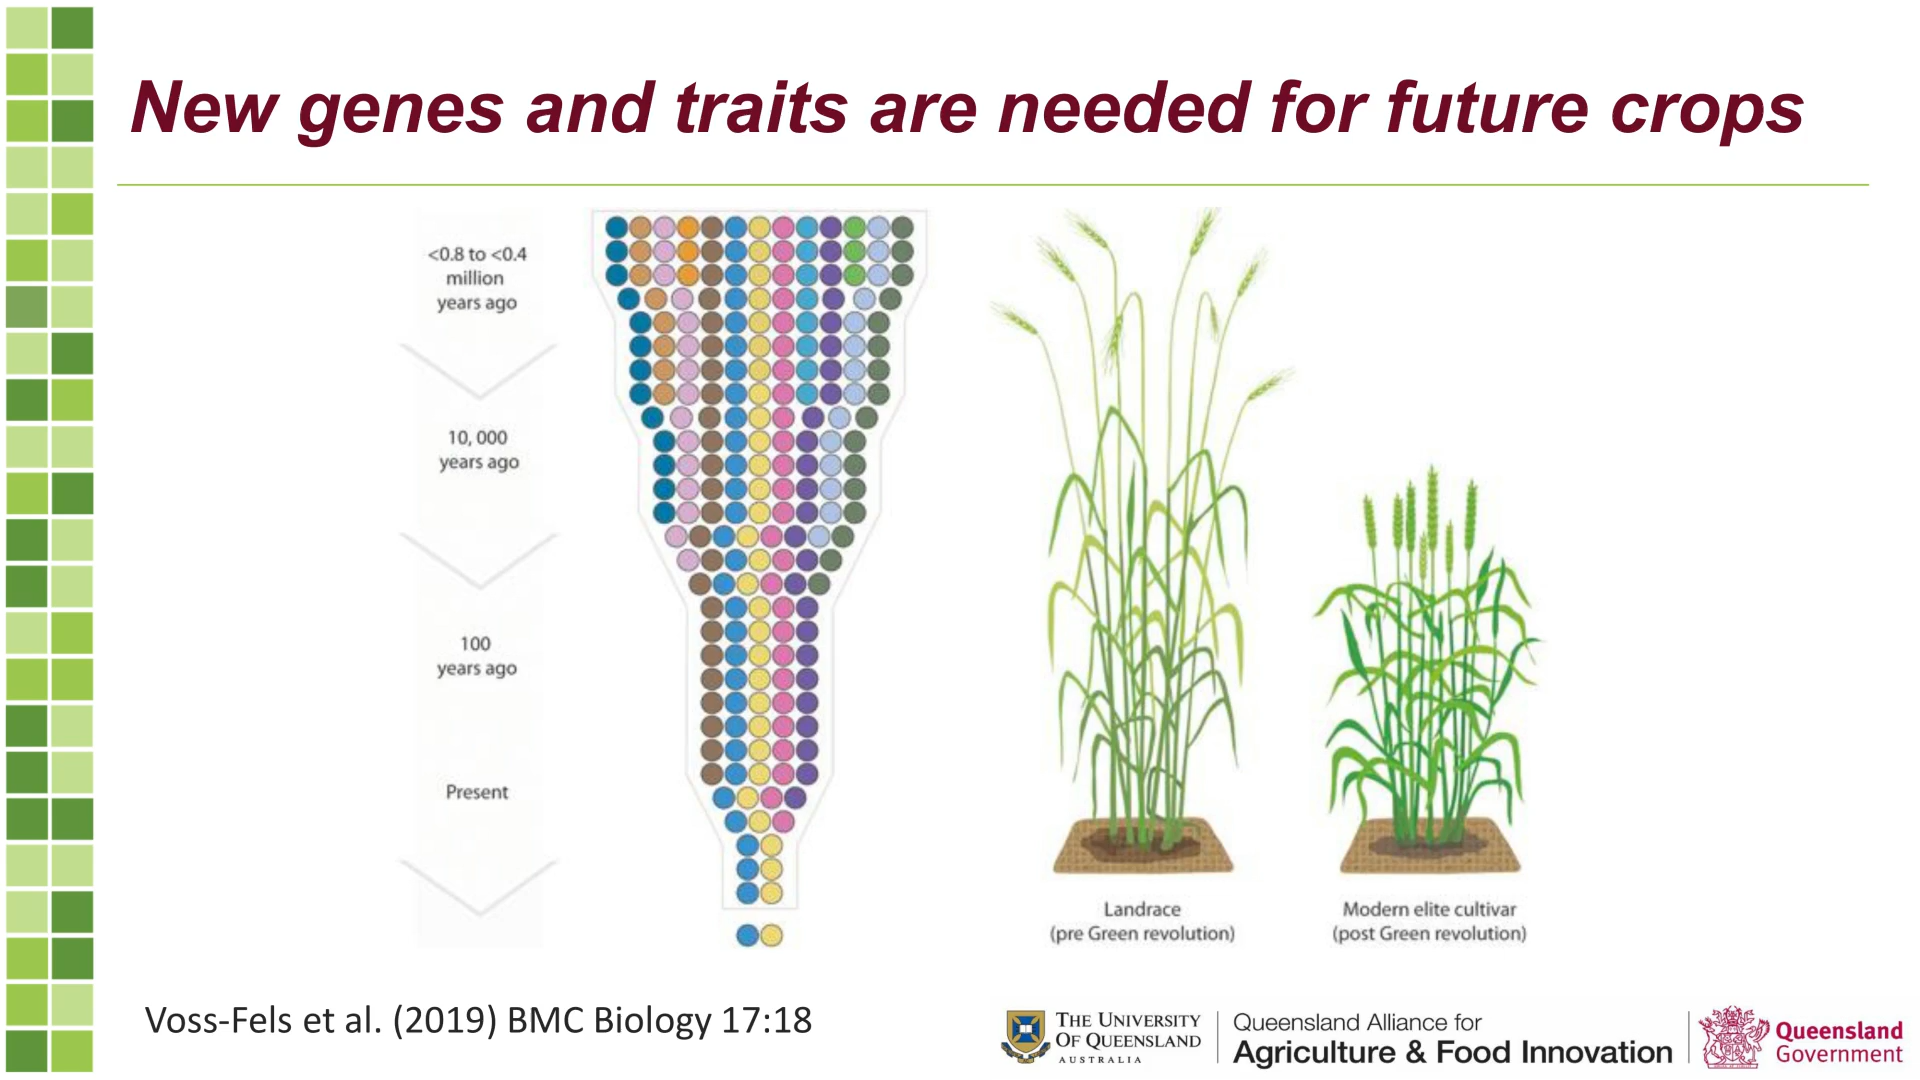 New genes and traits are needed for future crops
<0.8 to <0.4
million
years ago
10, 000
years ago
100
years ago
Present
Landrace
(pre Green revolution)
Modern elite cultivar
(post Green revolution)
Voss-Fels et al. (2019) BMC Biology 17:18
THE UNIVERSITY
OF QUEENSLAND
AUSTRALIA
Queensland Alliance for
Agriculture & Food Innovation
Queensland
Government